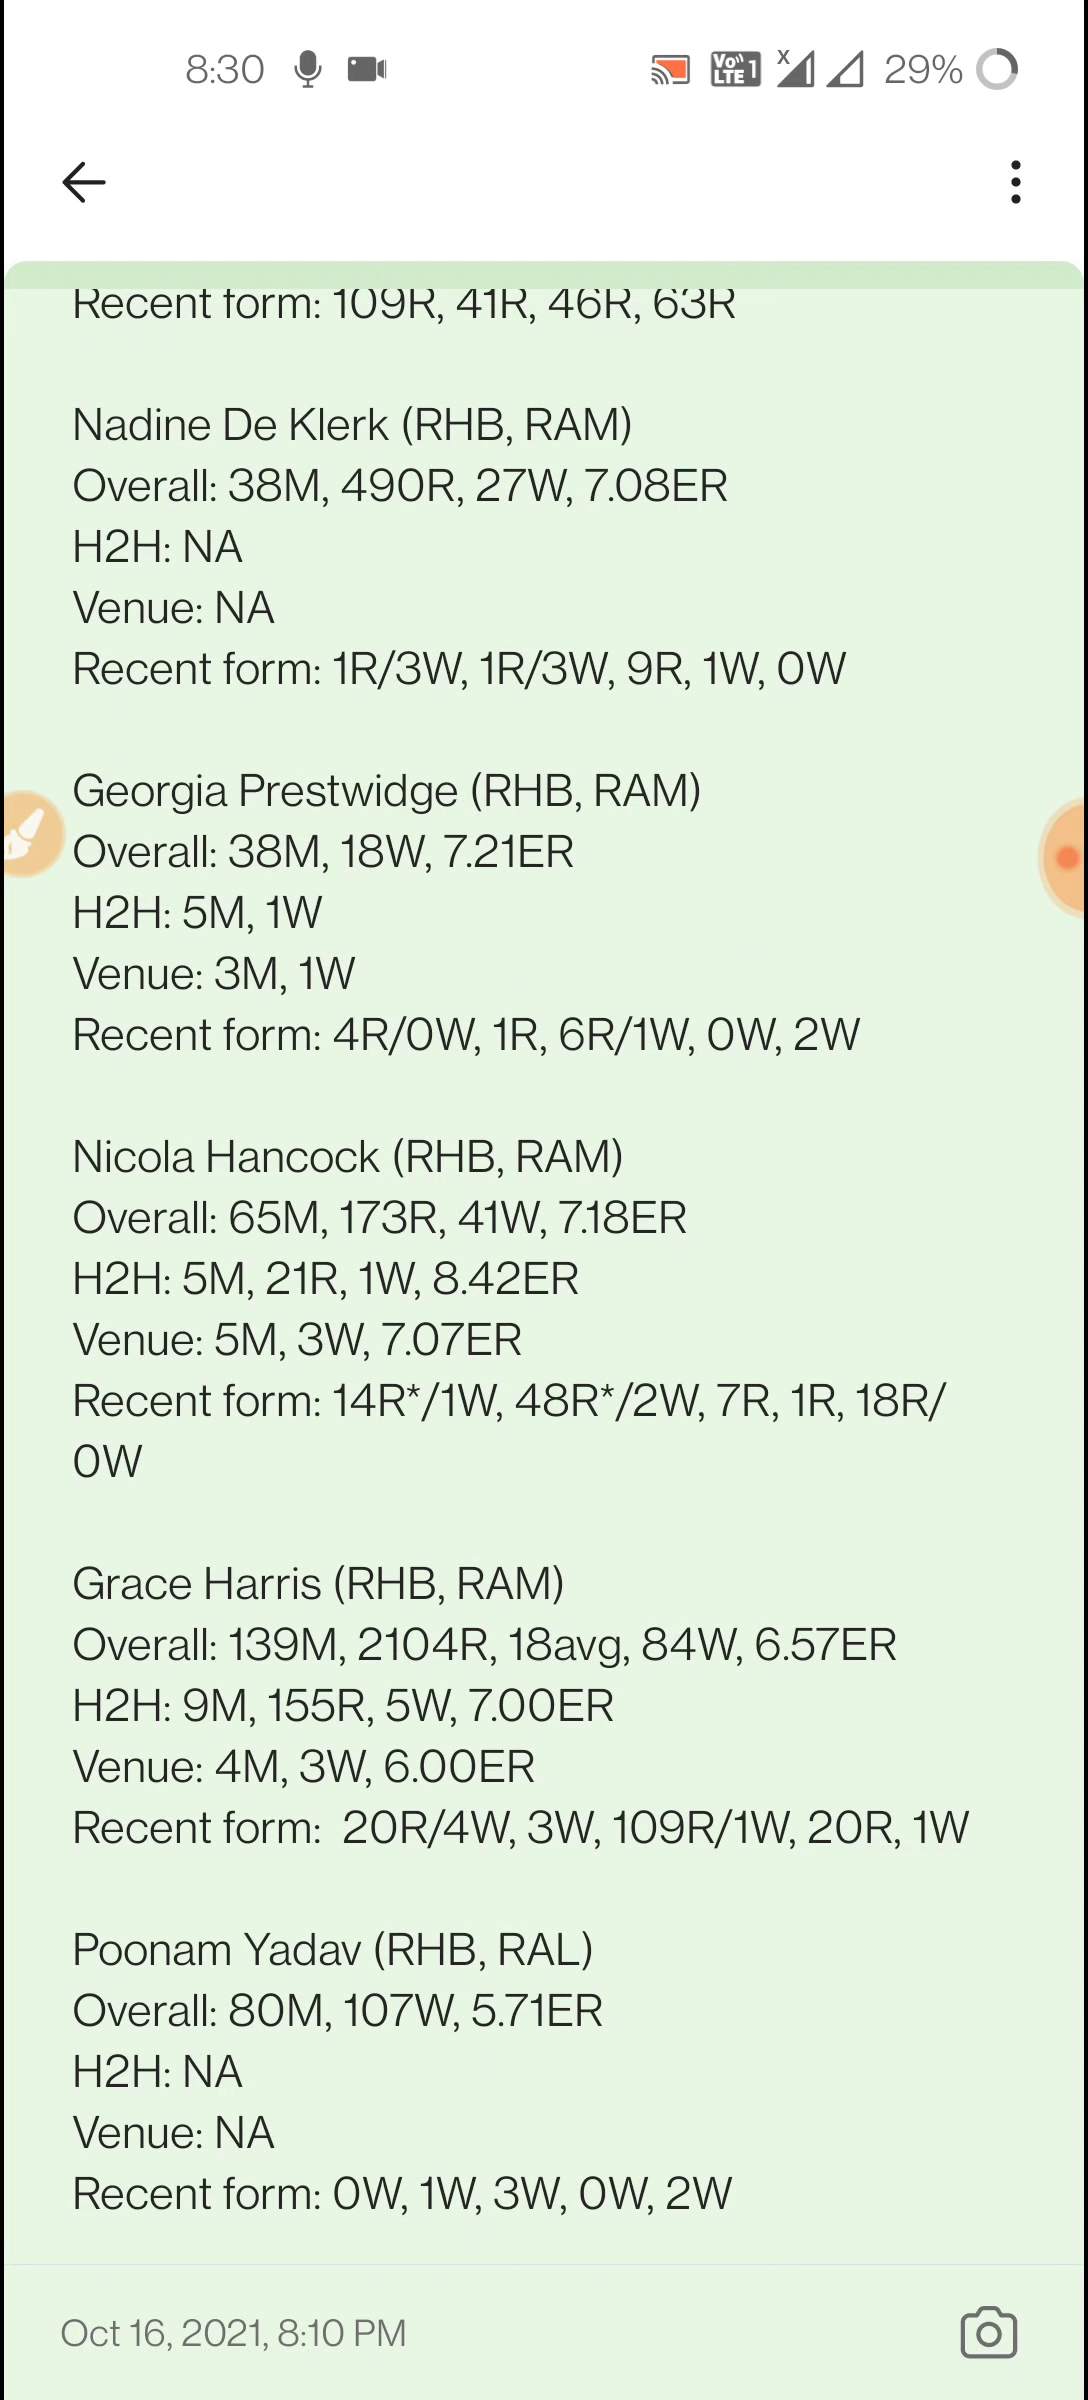 8:30
Vo)) LTE 1 X 29%
Recent form: 109R, 41R, 46R, 63R
Nadine De Klerk (RHB, RAM)
Overall: 38M, 490R, 27W, 7.08ER
H2H: NA
Venue: NA
Recent form: 1R/3W, 1R/3W, 9R, 1W, 0W
Georgia Prestwidge (RHB, RAM)
Overall: 38M, 18W, 7.21ER
H2H: 5M, 1W
Venue: 3M, 1W
Recent form: 4R/0W, 1R, 6R/1W, 0W, 2W
Nicola Hancock (RHB, RAM)
Overall: 65M, 173R, 41W, 7.18ER
H2H: 5M, 21R, 1W, 8.42ER
Venue: 5M, 3W, 7.07ER
Recent form: 14R*/1W, 48R*/2W, 7R, 1R, 18R/
0W
Grace Harris (RHB, RAM)
Overall: 139M, 2104R, 18avg, 84W, 6.57ER
H2H: 9M, 155R, 5W, 7.00ER
Venue: 4M, 3W, 6.00ER
Recent form:  20R/4W, 3W, 109R/1W, 20R, 1W
Poonam Yadav (RHB, RAL)
Overall: 80M, 107W, 5.71ER
H2H: NA
Venue: NA
Recent form: 0W, 1W, 3W, 0W, 2W
Oct 16, 2021, 8:10 PM